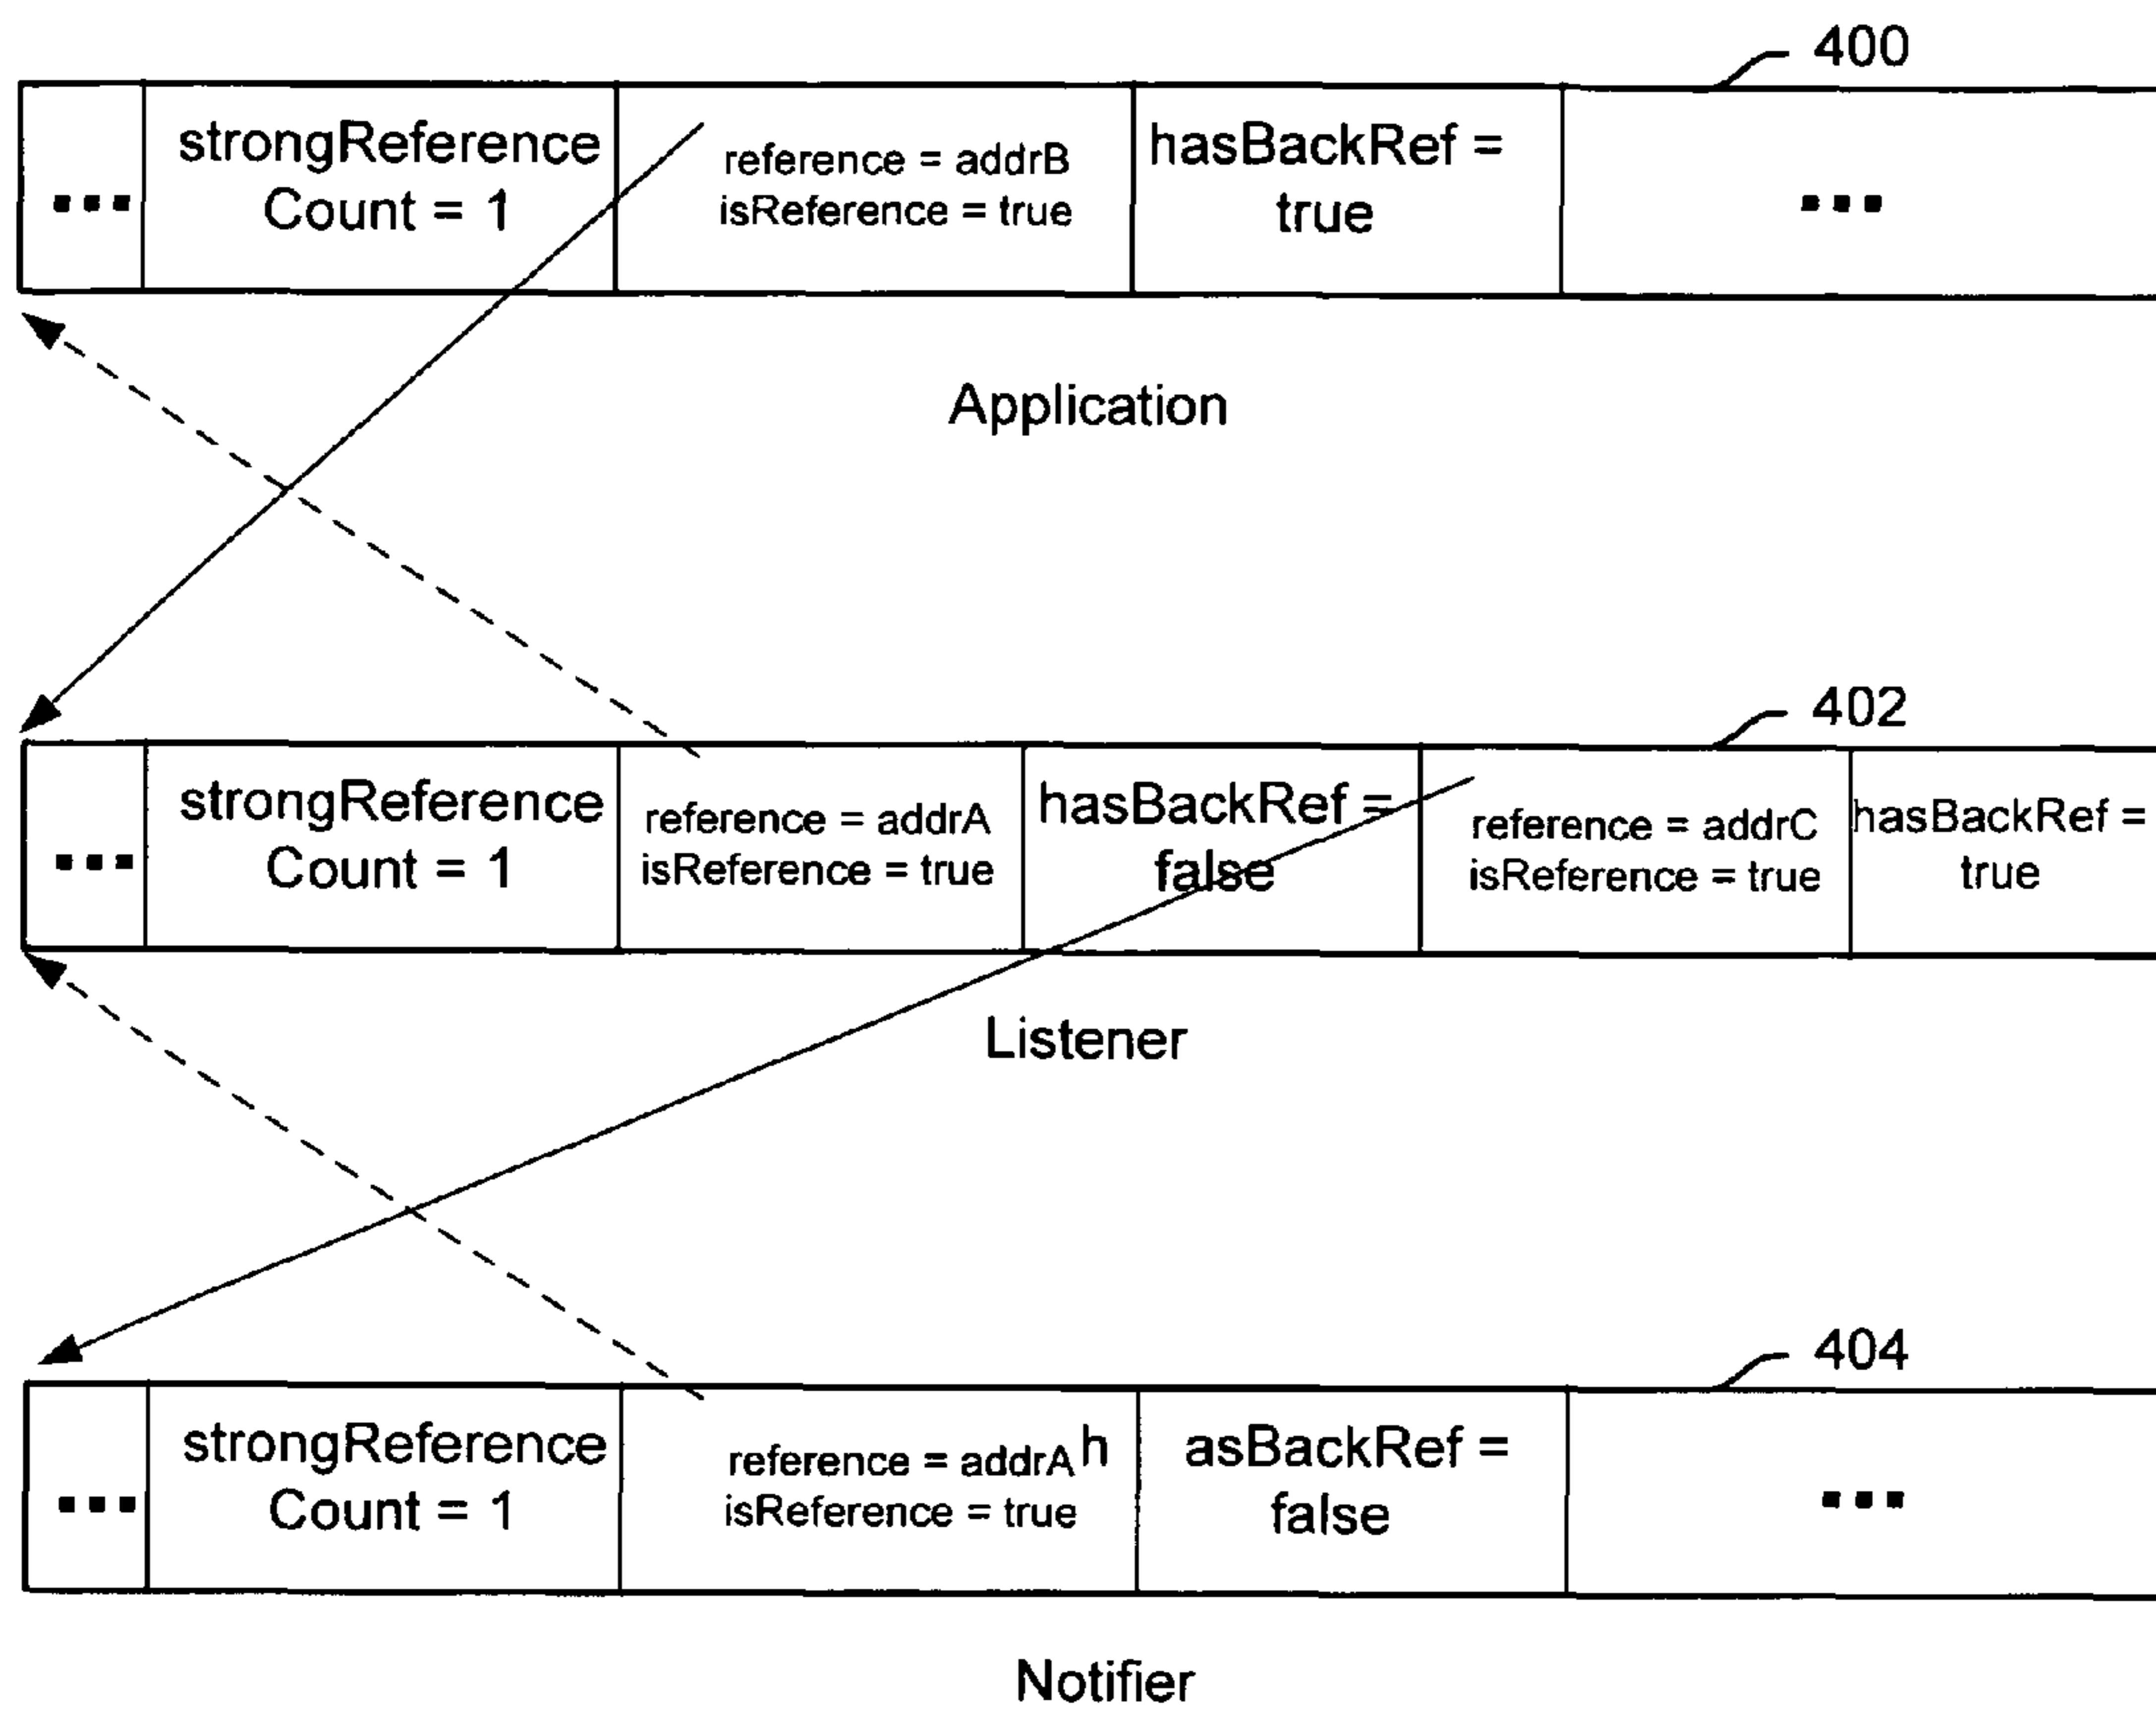 400
...
strongReference
Count = 1
reference = addrB
isReference = true
hasBackRef =
true
...
Application
402
...
strongReference
Count = 1
reference = addrA
isReference = true
hasBackRef =
false
reference = addrC
isReference = true
hasBackRef =
true
Listener
404
...
strongReference
Count = 1
reference = addrA h
isReference = true
asBackRef =
false
...
Notifier